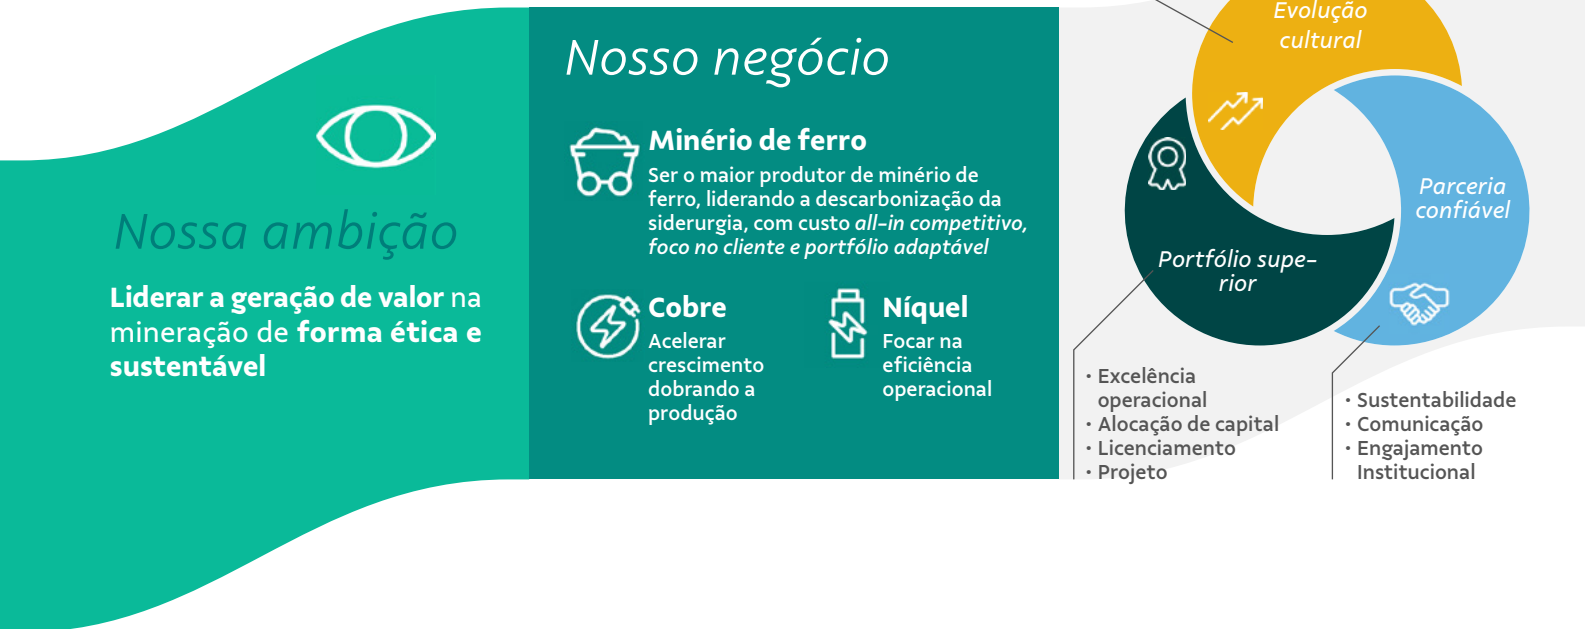 Nossa ambição
Liderar a geração de valor na
mineração de forma ética e
sustentável
Nosso negócio
Minério de ferro
Ser o maior produtor de minério de
ferro, liderando a descarbonização da
siderurgia, com custo all-in competitivo,
foco no cliente e portfólio adaptável
Cobre
Acelerar
crescimento
dobrando a
produção
Níquel
Focar na
eficiência
operacional
Evolução
cultural
Parceria
confiável
Portfólio supe-
rior
• Excelência
operacional
• Alocação de capital
• Licenciamento
• Projeto
• Sustentabilidade
• Comunicação
• Engajamento
Institucional